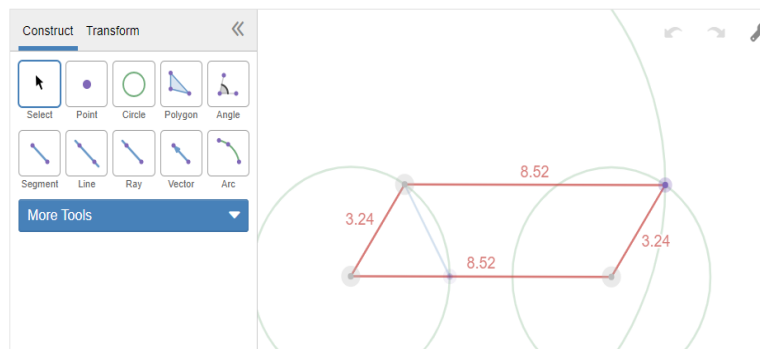 Construct Transform
Select Point Circle Polygon Angle
Segment Line Ray Vector Arc
More Tools
8.52
3.24
3.24
8.52